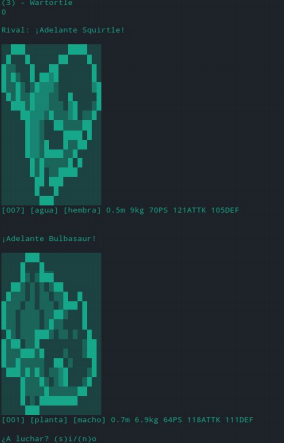 (3) - Wartortle
0
Rival: ¡Adelante Squirtle!
[007] [agua] [hembra] 0.5m 9kg 70PS 121ATTK 105DEF
¡Adelante Bulbasaur!
[001] [planta] [macho] 0.7m 6.9kg 64PS 118ATTK 111DEF
¿A luchar? (s)i/(n)o